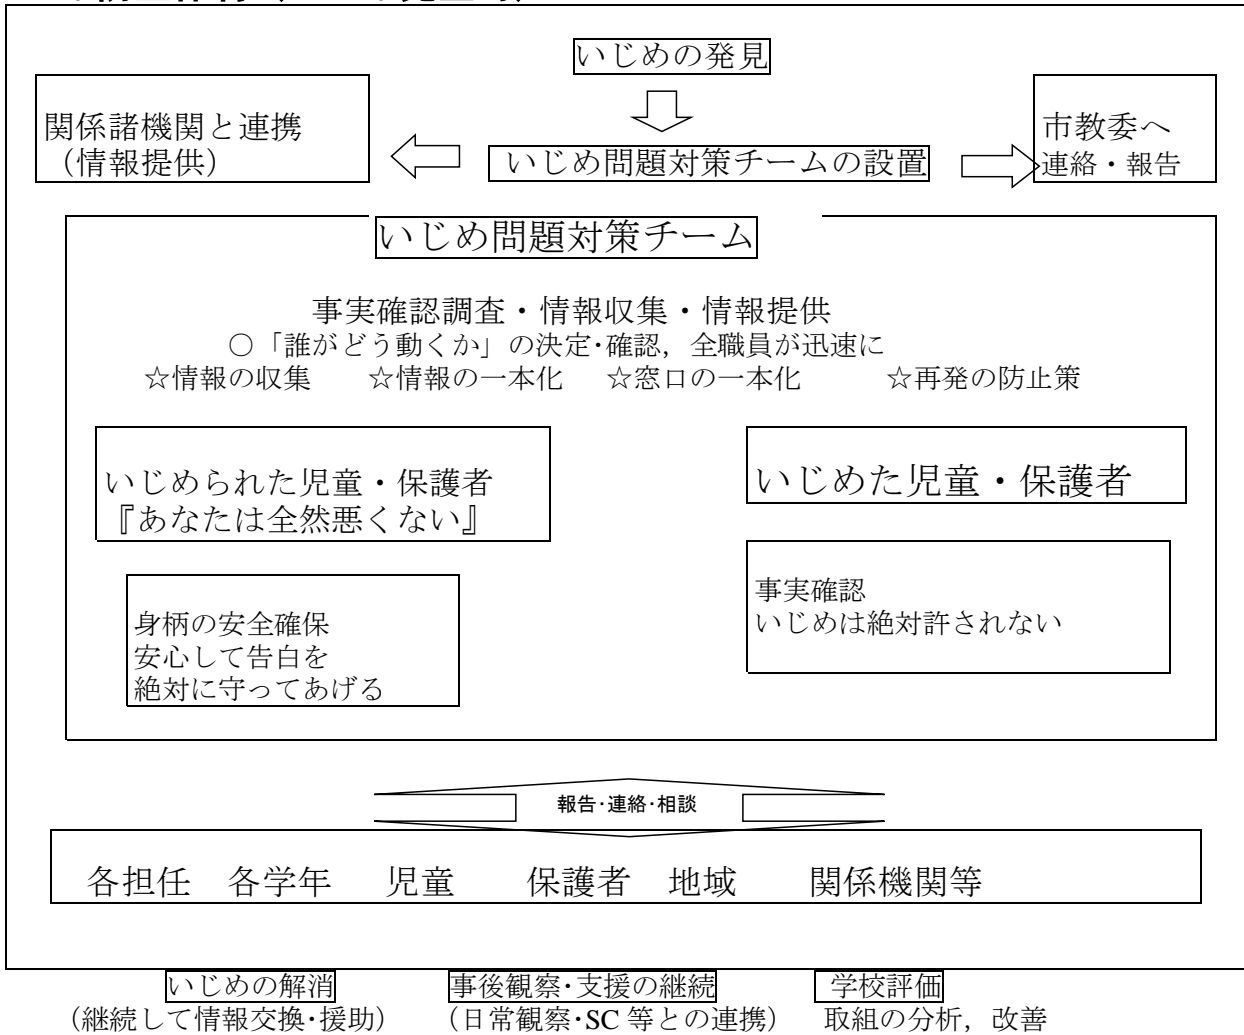 いじめの発見
関係諸機関と連携
（情報提供）
いじめ問題対策チームの設置
市教委へ
連絡・報告
いじめ問題対策チーム
事実確認調査・情報収集・情報提供
○「誰がどう動くか」の決定･確認，全職員が迅速に
☆情報の収集　☆情報の一本化　☆窓口の一本化　☆再発の防止策
いじめられた児童・保護者
『あなたは全然悪くない』
いじめた児童・保護者
身柄の安全確保
安心して告白を
絶対に守ってあげる
事実確認
いじめは絶対許されない
報告･連絡･相談
各担任　各学年　児童　保護者　地域　関係機関等
いじめの解消　事後観察･支援の継続　学校評価
（継続して情報交換･援助）　（日常観察･SC 等との連携）　取組の分析，改善